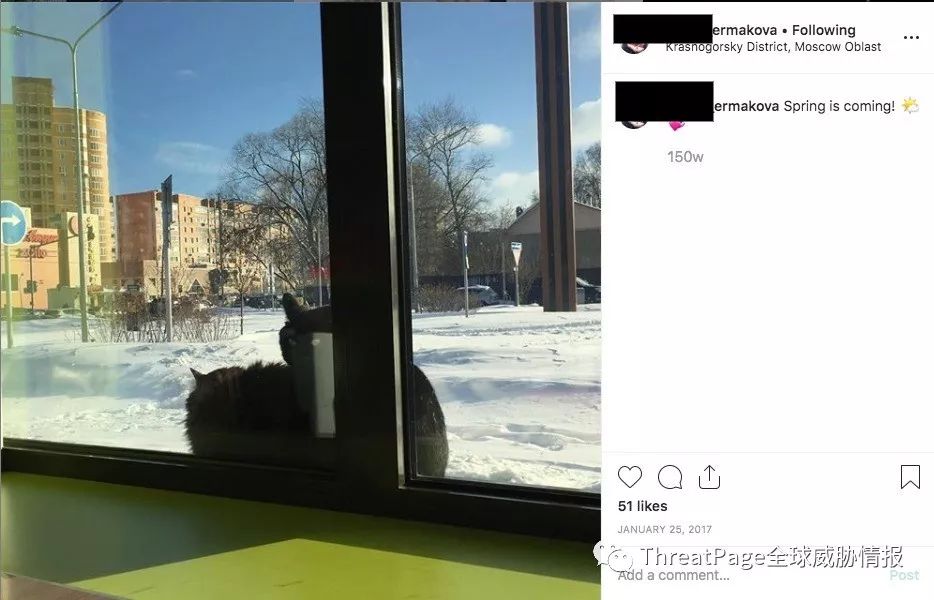 ermakova • Following
Krasnogorsky District, Moscow Oblast
ermakova Spring is coming! 🌤️
💘
150w
51 likes
JANUARY 25, 2017
ThreatPage全球威胁情报
Add a comment...
Post